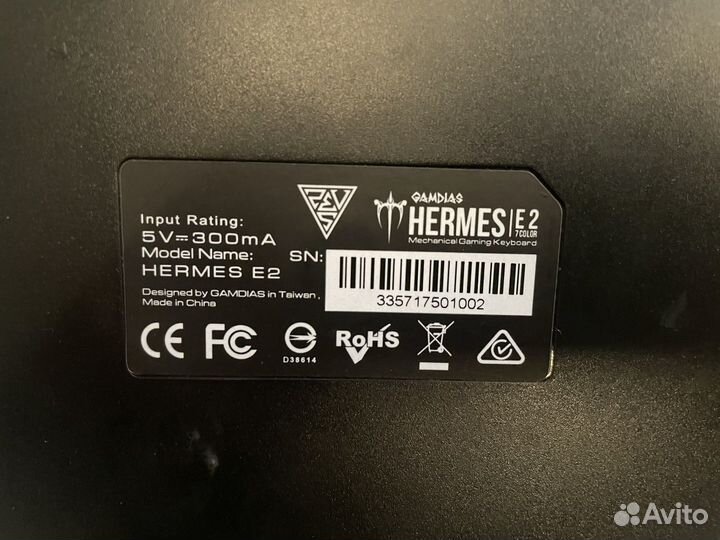 Input Rating:
5V⎓300mA
Model Name:
HERMES E2
Designed by GAMDIAS in Taiwan,
Made in China
ZEVS
GAMDIAS
HERMES E2
7 COLOR
Mechanical Gaming Keyboard
SN:
335717501002
CE FC
D38614
RoHS
Avito